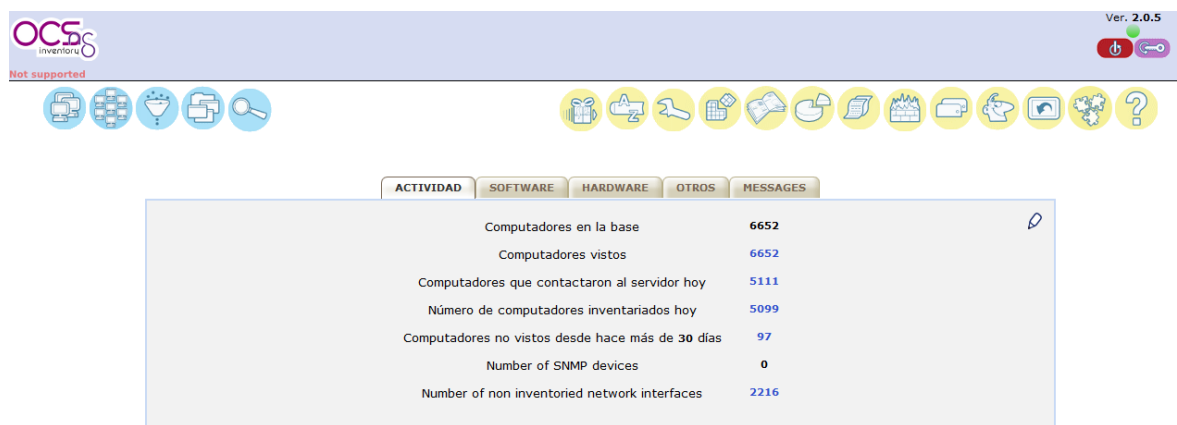 Ver. 2.0.5
OCS
inventory
ng
Not supported
ACTIVIDAD SOFTWARE HARDWARE OTROS MESSAGES
Computadores en la base 6652
Computadores vistos 6652
Computadores que contactaron al servidor hoy 5111
Número de computadores inventariados hoy 5099
Computadores no vistos desde hace más de 30 días 97
Number of SNMP devices 0
Number of non inventoried network interfaces 2216